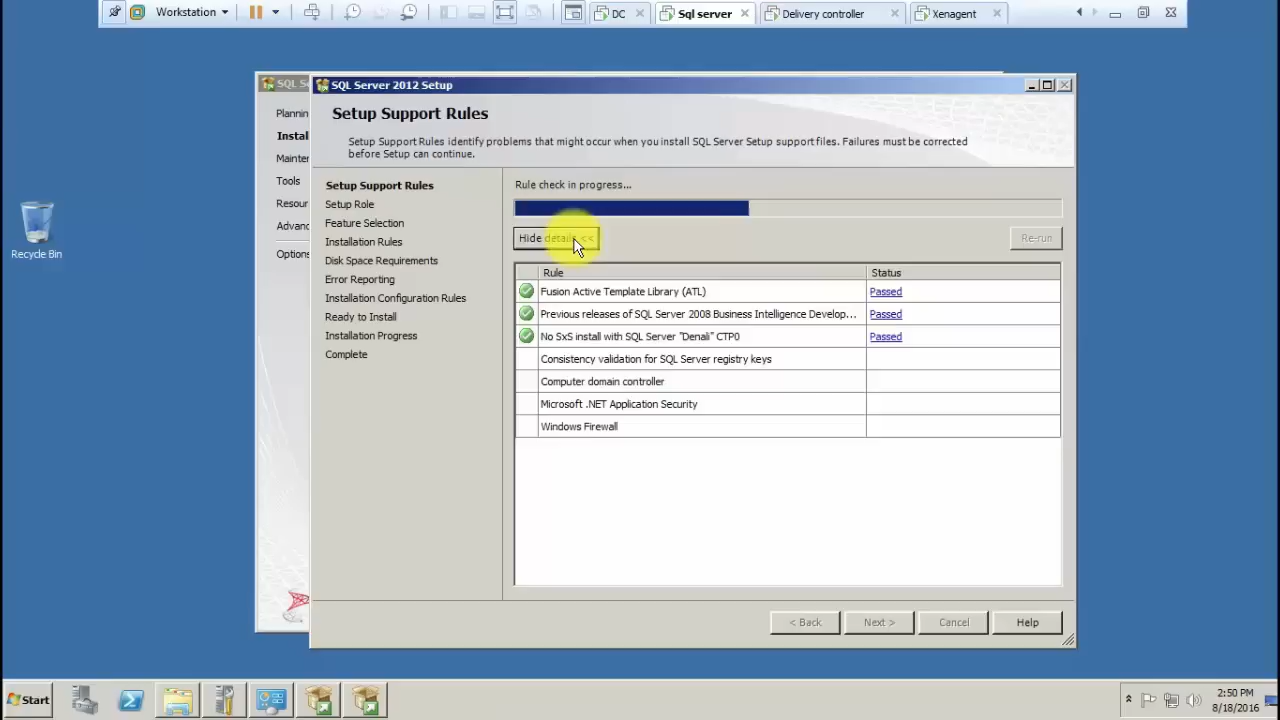 Workstation
DC
Sql server
Delivery controller
Xenagent
Recycle Bin
SQL Se
Plannin
Instal
Mainten
Tools
Resour
Advanc
Options
SQL Server 2012 Setup
Setup Support Rules
Setup Support Rules identify problems that might occur when you install SQL Server Setup support files. Failures must be corrected
before Setup can continue.
Setup Support Rules
Setup Role
Feature Selection
Installation Rules
Disk Space Requirements
Error Reporting
Installation Configuration Rules
Ready to Install
Installation Progress
Complete
Rule check in progress...
Hide details <<
Re-run
Rule Status
Fusion Active Template Library (ATL) Passed
Previous releases of SQL Server 2008 Business Intelligence Develop... Passed
No SxS install with SQL Server "Denali" CTP0 Passed
Consistency validation for SQL Server registry keys
Computer domain controller
Microsoft .NET Application Security
Windows Firewall
< Back Next > Cancel Help
Start
2:50 PM
8/18/2016